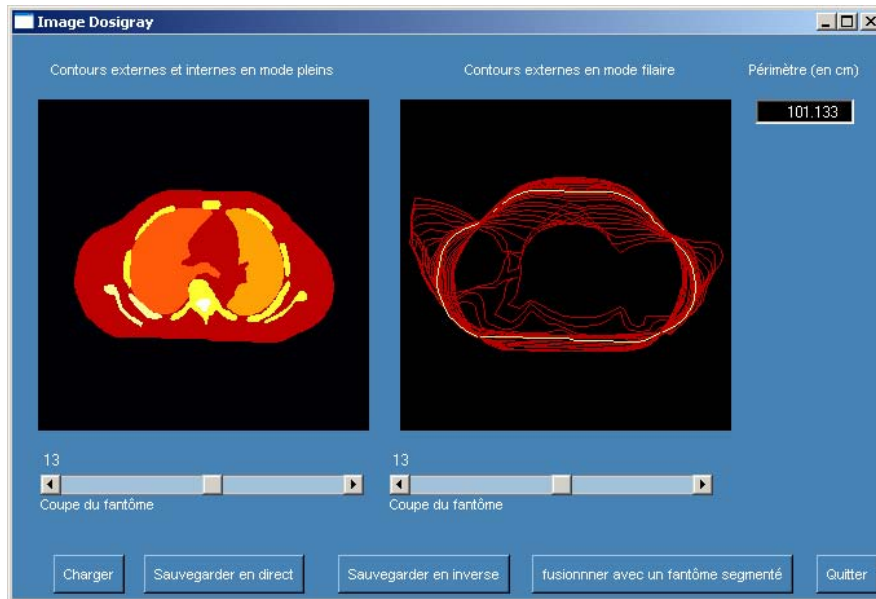 Image Dosigray
Contours externes et internes en mode pleins
Contours externes en mode filaire
Périmètre (en cm)
101.133
13
Coupe du fantôme
13
Coupe du fantôme
Charger
Sauvegarder en direct
Sauvegarder en inverse
fusionnner avec un fantôme segmenté
Quitter